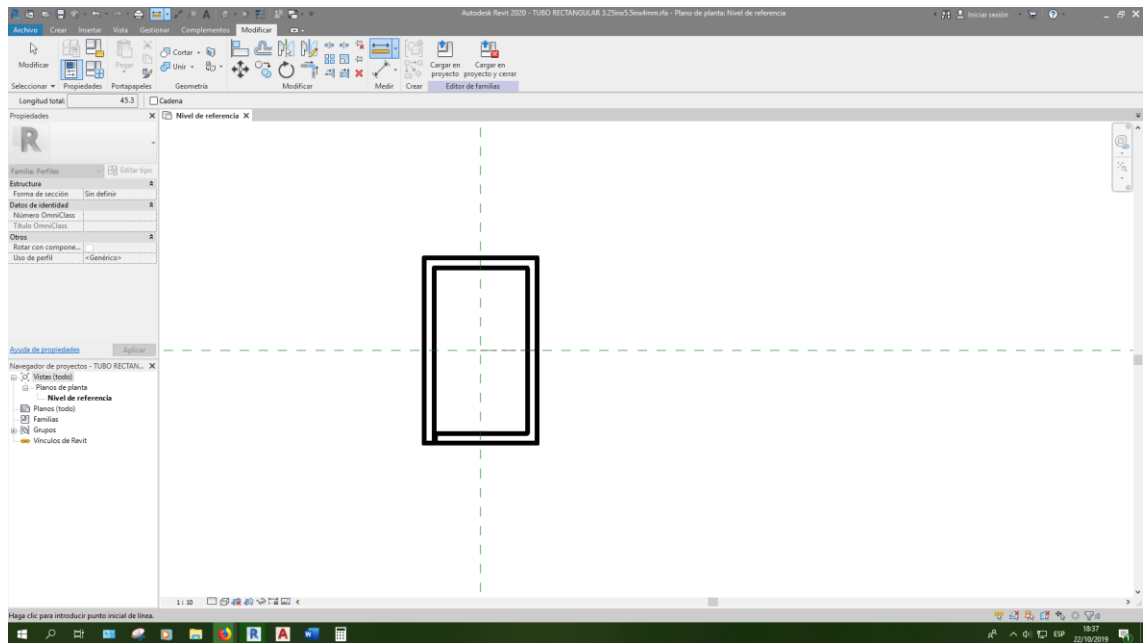 Autodesk Revit 2020 - TUBO RECTANGULAR 3.25inx5.5inx4mm.rfa - Plano de planta: Nivel de referencia
Iniciar sesión
Archivo Crear Insertar Vista Gestionar Complementos Modificar
Modificar
Pegar
Cortar
Unir
Cargar en proyecto
Cargar en proyecto y cerrar
Seleccionar Propiedades Portapapeles Geometría Modificar Medir Crear Editor de familias
Longitud total: 45.3 Cadena
Propiedades
Nivel de referencia
R
Familia: Perfiles Editar tipo
Estructura
Forma de sección Sin definir
Datos de identidad
Número OmniClass
Título OmniClass
Otros
Rotar con compone...
Uso de perfil <Genérico>
Ayuda de propiedades Aplicar
Navegador de proyectos - TUBO RECTAN...
Vistas (todo)
Planos de planta
Nivel de referencia
Planos (todo)
Familias
Grupos
Vínculos de Revit
1 : 10
Haga clic para introducir punto inicial de línea.
:0
ESP
18:37
22/10/2019